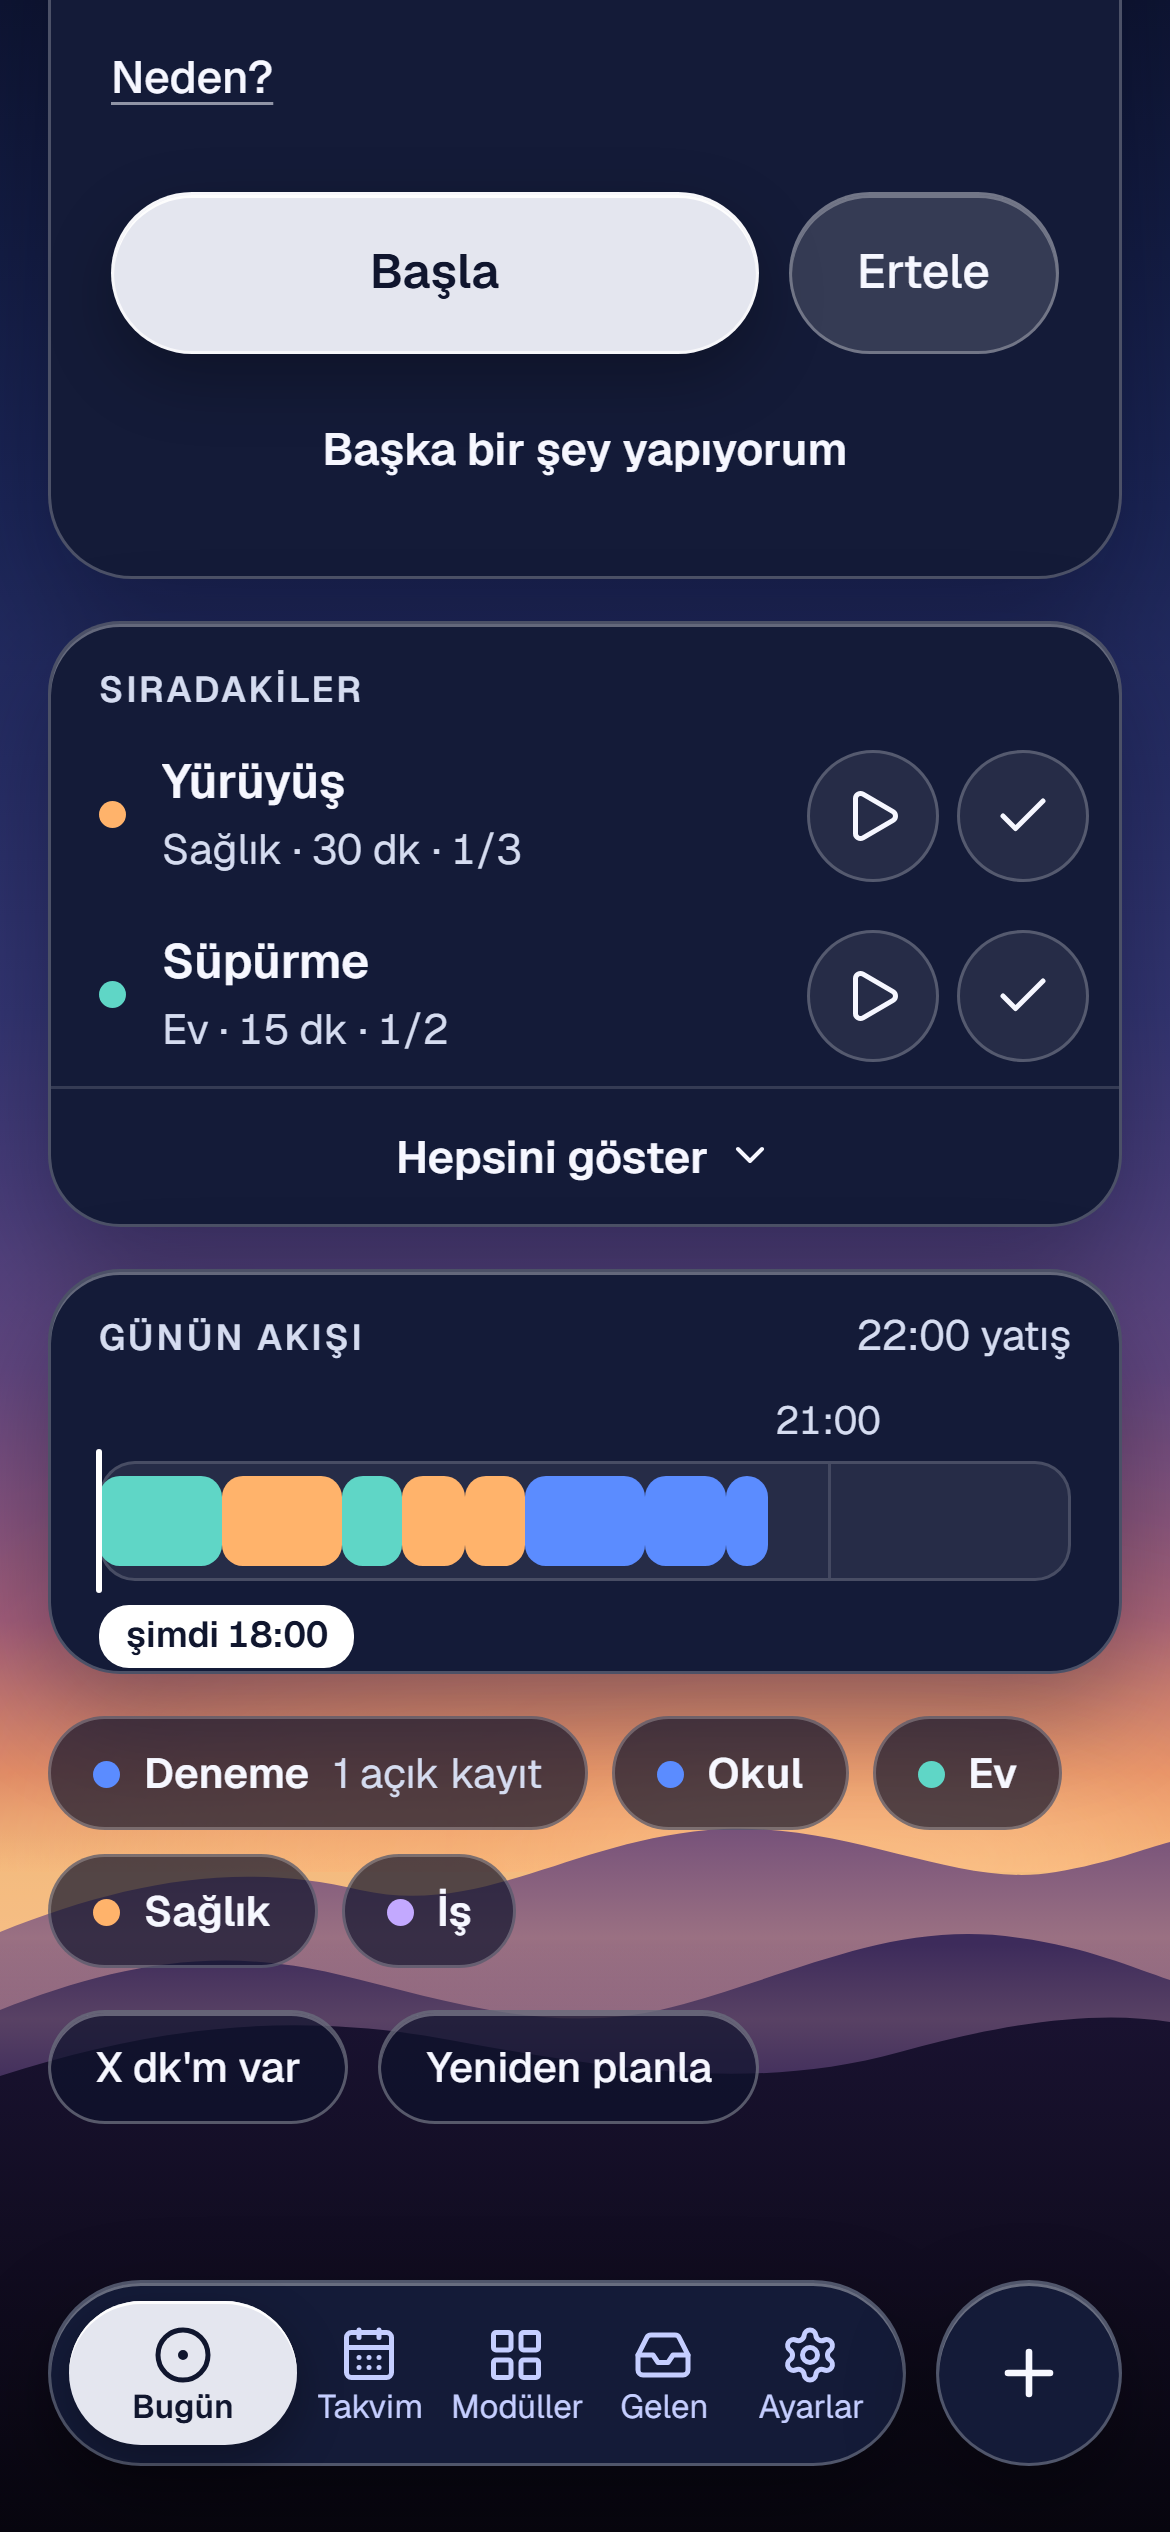 Neden?
Başla
Ertele
Başka bir şey yapıyorum
SIRADAKİLER
Yürüyüş
Sağlık · 30 dk · 1/3
Süpürme
Ev · 15 dk · 1/2
Hepsini göster
GÜNÜN AKIŞI
22:00 yatış
21:00
şimdi 18:00
Deneme 1 açık kayıt
Okul
Ev
Sağlık
İş
X dk'm var
Yeniden planla
Bugün
Takvim
Modüller
Gelen
Ayarlar